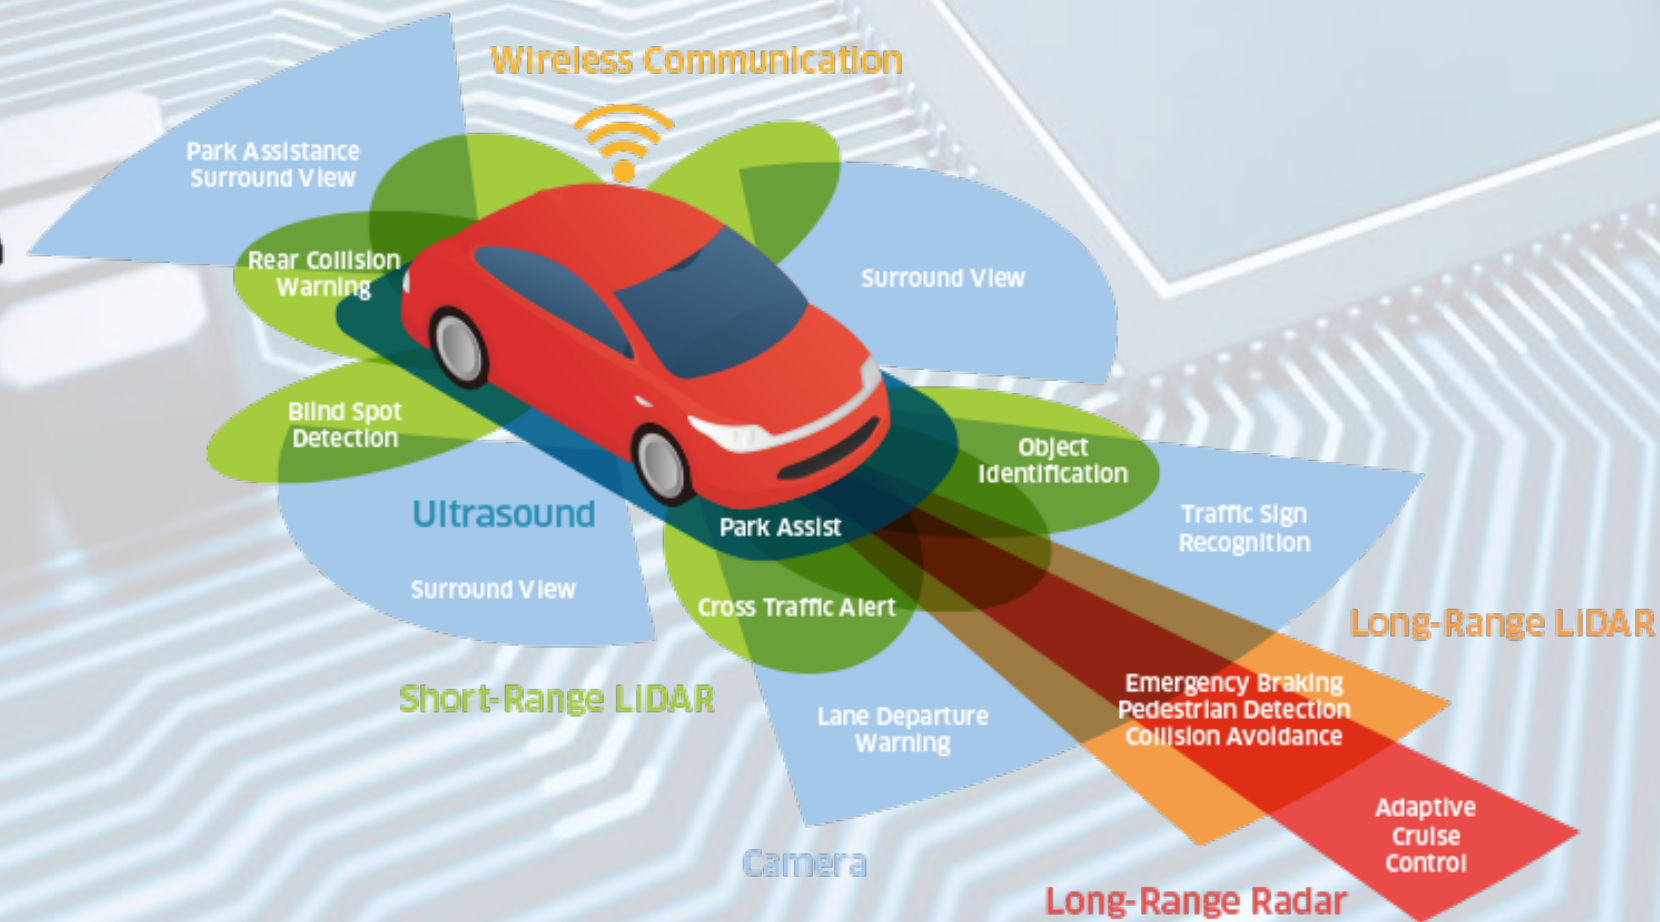 Wireless Communication
Park Assistance
Surround View
Rear Collision
Warning
Surround View
Blind Spot
Detection
Object
Identification
Ultrasound
Park Assist
Traffic Sign
Recognition
Surround View
Cross Traffic Alert
Long-Range LiDAR
Short-Range LiDAR
Lane Departure
Warning
Emergency Braking
Pedestrian Detection
Collision Avoidance
Adaptive
Cruise
Control
Camera
Long-Range Radar